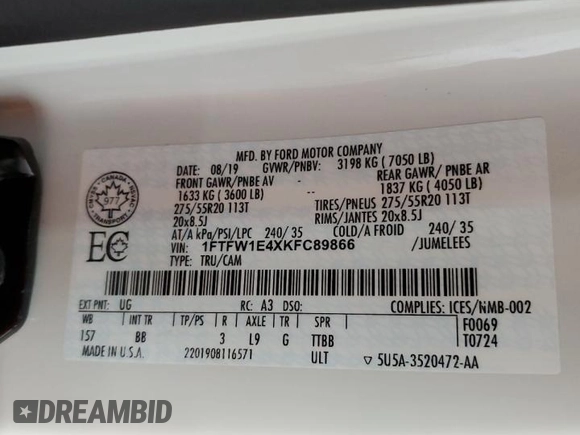 MFD. BY FORD MOTOR COMPANY
08/19 GVWR/PNBV: 3198 KG ( 7050 LB)
FRONT GAWR/PNBE AV -- REAR GAWR/ PNBE AR
1633 KG ( 3600 LB) 1837 KG ( 4050 LB)
275/55R20 113T TIRES/PNEUS 275/55R20 113T
20x8.5J RIMS/JANTES 20x8.5J
AT/A kPa/PSI/LPC 240/ 35 COLD/A FROID 240/ 35
VIN: 1FTFW1E4XKFC89866 /JUMELEES
TYPE: TRU/CAM
CANADA
977
TRANSPORT
EC
EXT PNT: UG RC: A3 DSO: COMPLIES: ICES/NMB-002
WB INT TR TP/PS R AXLE TR SPR F0069
157 BB 3 L9 G TTBB T0724
MADE IN U.S.A. 2201908116571 ULT ▽ 5U5A-3520472-AA
DREAMBID